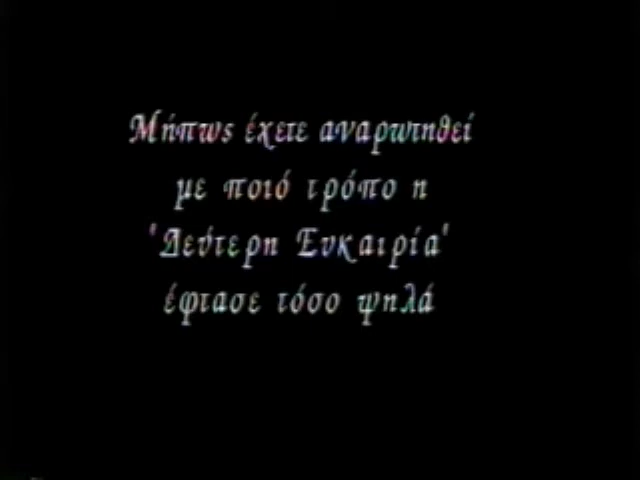 Μήπως έχετε αναρωτηθεί
με ποιό τρόπο η
'Δεύτερη Ευκαιρία'
έφτασε τόσο ψηλά